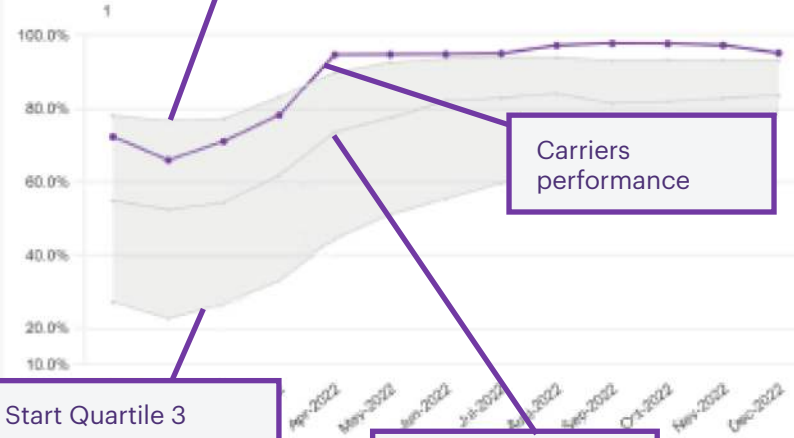 1
100.0%
80.0%
60.0%
40.0%
20.0%
10.0%
Carriers
performance
Start Quartile 3
Apr-2022
May-2022
Jun-2022
Jul-2022
Aug-2022
Sep-2022
Oct-2022
Nov-2022
Dec-2022